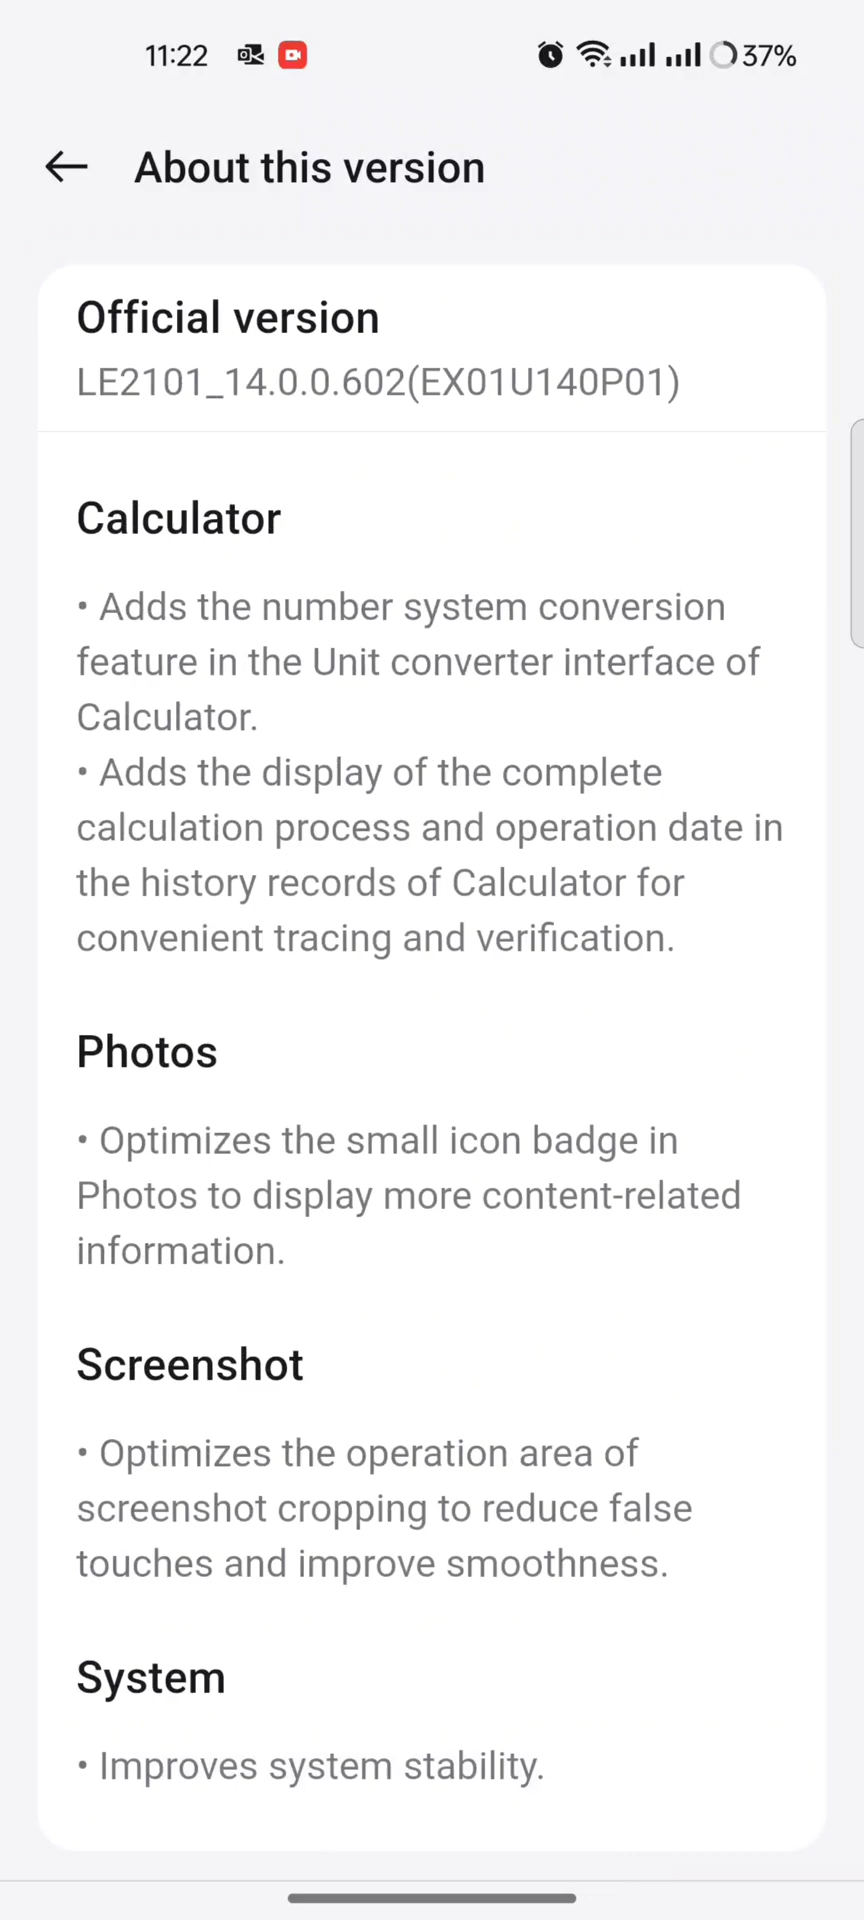 11:22
37%
About this version
Official version
LE2101_14.0.0.602(EX01U140P01)
Calculator
• Adds the number system conversion
feature in the Unit converter interface of
Calculator.
• Adds the display of the complete
calculation process and operation date in
the history records of Calculator for
convenient tracing and verification.
Photos
• Optimizes the small icon badge in
Photos to display more content-related
information.
Screenshot
• Optimizes the operation area of
screenshot cropping to reduce false
touches and improve smoothness.
System
• Improves system stability.